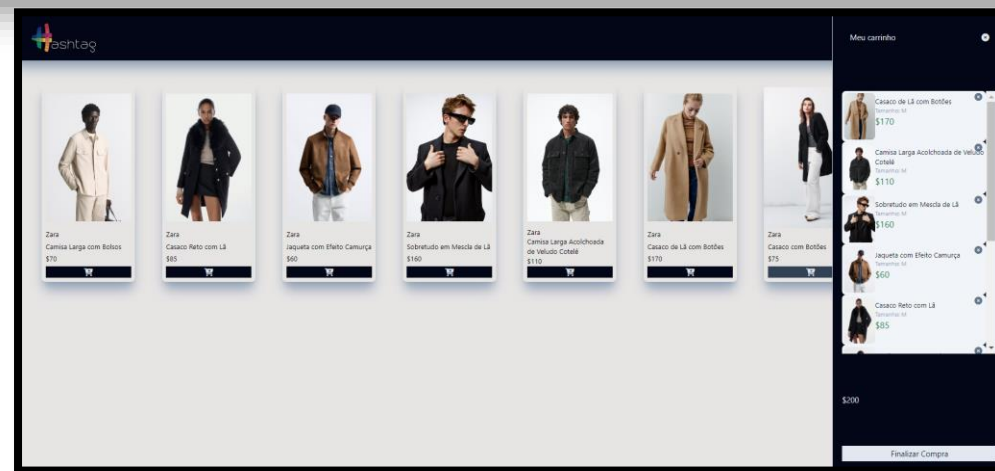 Hashtag
Meu carrinho
Zara
Camisa Larga com Bolsos
$70
Zara
Casaco Reto com Lã
$85
Zara
Jaqueta com Efeito Camurça
$60
Zara
Sobretudo em Mescla de Lã
$160
Zara
Camisa Larga Acolchoada
de Veludo Cotelê
$110
Zara
Casaco de Lã com Botões
$170
Zara
Casaco com Botões
$75
Casaco de Lã com Botões
Tamanho: M
$170
Camisa Larga Acolchoada de Veludo
Cotelê
Tamanho: M
$110
Sobretudo em Mescla de Lã
Tamanho: M
$160
Jaqueta com Efeito Camurça
Tamanho: M
$60
Casaco Reto com Lã
Tamanho: M
$85
$200
Finalizar Compra